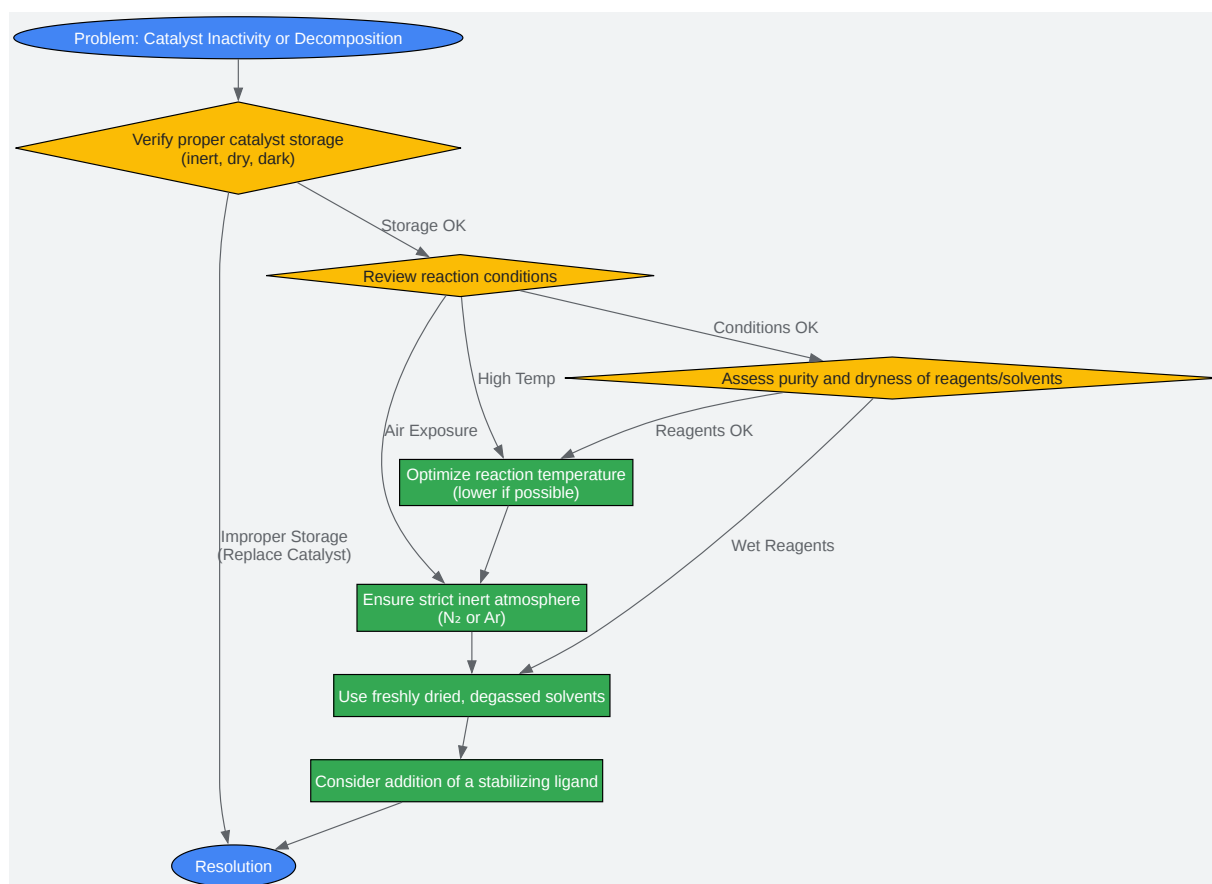 Problem: Catalyst Inactivity or Decomposition
Verify proper catalyst storage
(inert, dry, dark)
Storage OK
Review reaction conditions
Conditions OK
High Temp
Assess purity and dryness of reagents/solvents
Air Exposure
Reagents OK
Optimize reaction temperature
(lower if possible)
Improper Storage
(Replace Catalyst)
Wet Reagents
Ensure strict inert atmosphere
(N₂ or Ar)
Use freshly dried, degassed solvents
Consider addition of a stabilizing ligand
Resolution